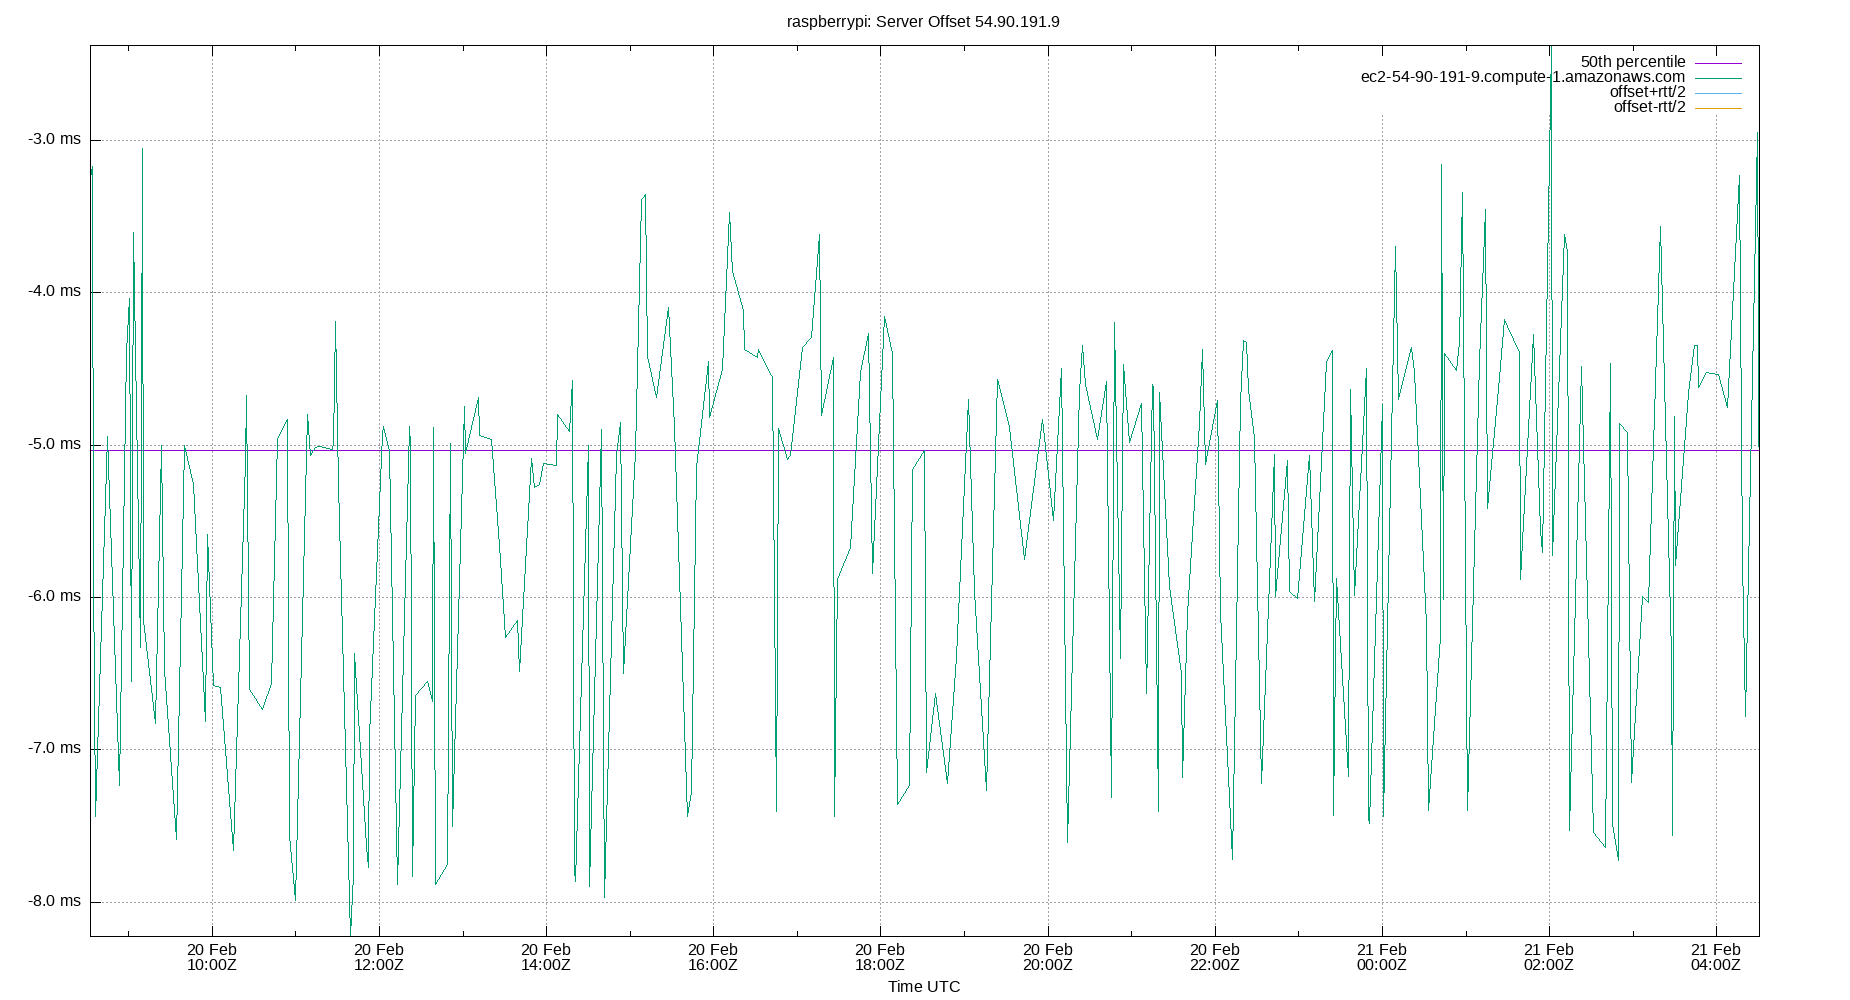 raspberrypi: Server Offset 54.90.191.9
50th percentile
ec2-54-90-191-9.compute-1.amazonaws.com
offset+rtt/2
offset-rtt/2
-3.0 ms
-4.0 ms
-5.0 ms
-6.0 ms
-7.0 ms
-8.0 ms
20 Feb 20 Feb 20 Feb 20 Feb 20 Feb 20 Feb 20 Feb 21 Feb 21 Feb 21 Feb
10:00Z 12:00Z 14:00Z 16:00Z 18:00Z 20:00Z 22:00Z 00:00Z 02:00Z 04:00Z
Time UTC